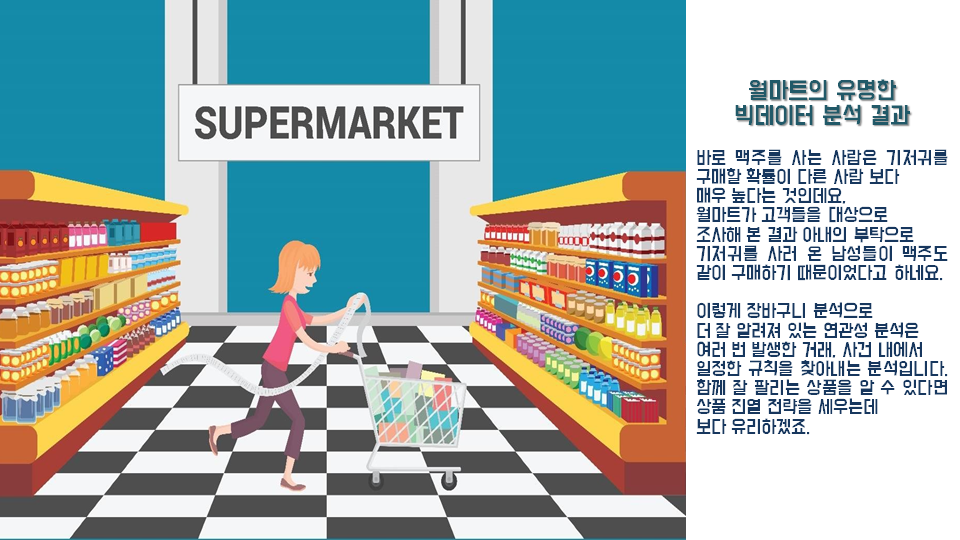 SUPERMARKET
월마트의 유명한
빅데이터 분석 결과
바로 맥주를 사는 사람은 기저귀를
구매할 확률이 다른 사람 보다
매우 높다는 것인데요.
월마트가 고객들을 대상으로
조사해 본 결과 아내의 부탁으로
기저귀를 사러 온 남성들이 맥주도
같이 구매하기 때문이었다고 하네요.
이렇게 장바구니 분석으로
더 잘 알려져 있는 연관성 분석은
여러 번 발생한 거래, 사건 내에서
일정한 규칙을 찾아내는 분석입니다.
함께 잘 팔리는 상품을 알 수 있다면
상품 진열 전략을 세우는데
보다 유리하겠죠.